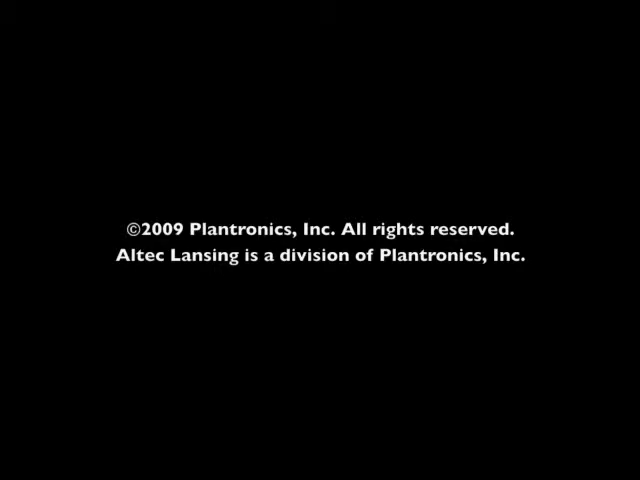 ©2009 Plantronics, Inc. All rights reserved.
Altec Lansing is a division of Plantronics, Inc.